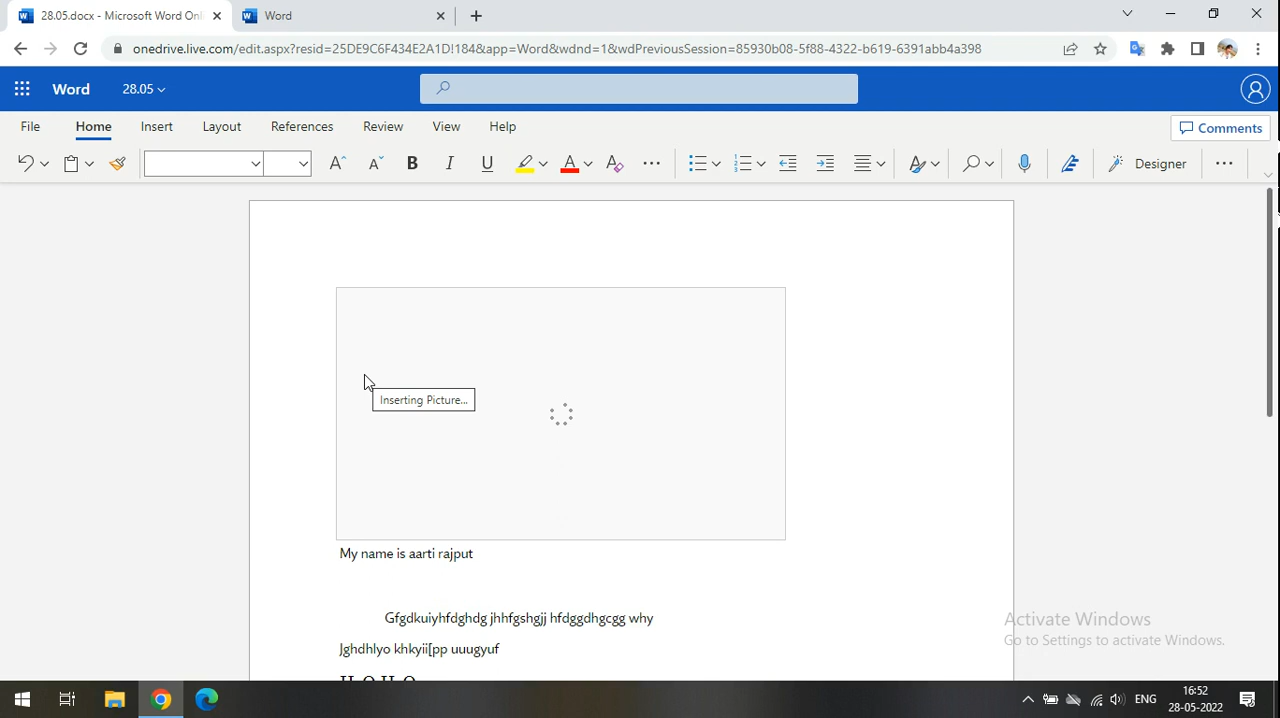 28.05.docx - Microsoft Word Onli
Word
onedrive.live.com/edit.aspx?resid=25DE9C6F434E2A1D!184&app=Word&wdnd=1&wdPreviousSession=85930b08-5f88-4322-b619-6391abb4a398
Word 28.05
File Home Insert Layout References Review View Help Comments
Designer
Inserting Picture...
My name is aarti rajput
Gfgdkuiyhfdghdg jhhfgshgjj hfdggdhgcgg why
Jghdhlyo khkyii[pp uuugyuf
Activate Windows
Go to Settings to activate Windows.
ENG
16:52
28-05-2022